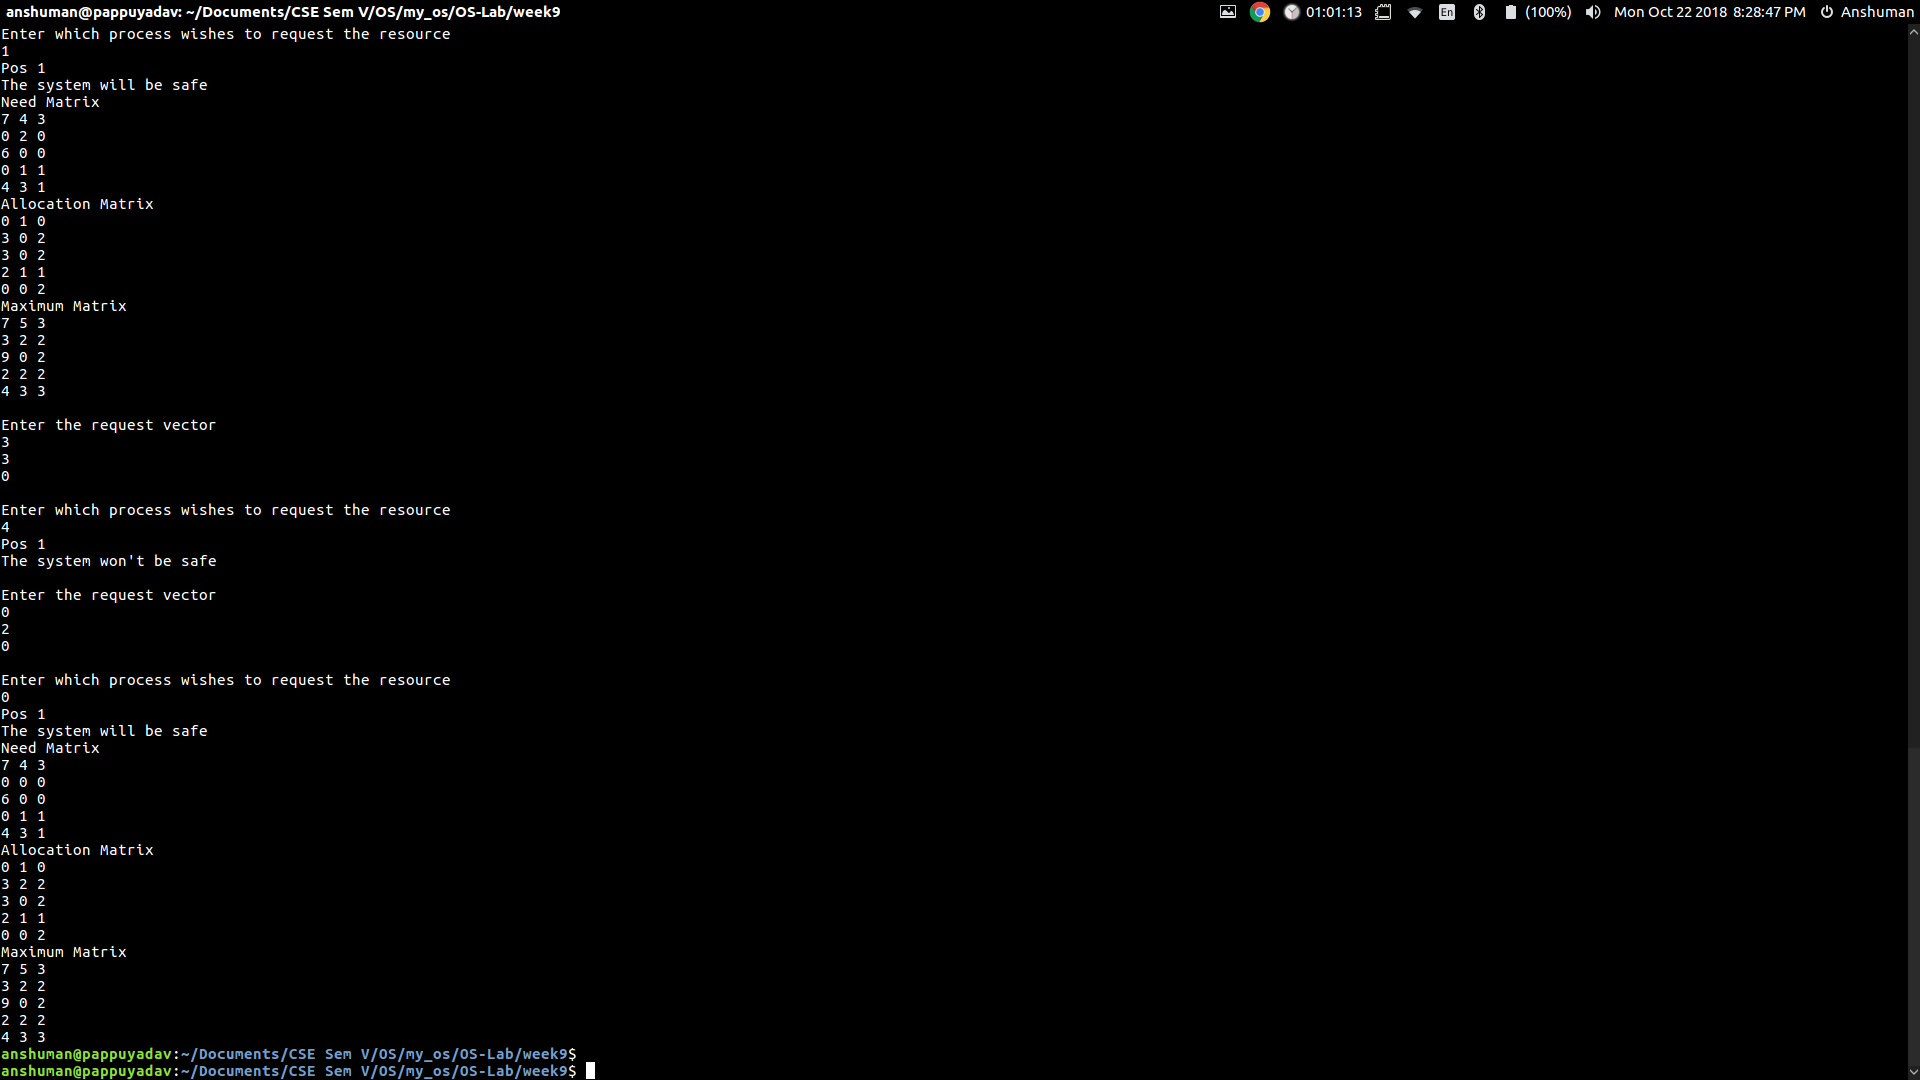 anshuman@pappuyadav: ~/Documents/CSE Sem V/OS/my_os/OS-Lab/week9 01:01:13 En (100%) Mon Oct 22 2018 8:28:47 PM Anshuman
Enter which process wishes to request the resource
1
Pos 1
The system will be safe
Need Matrix
7 4 3
0 2 0
6 0 0
0 1 1
4 3 1
Allocation Matrix
0 1 0
3 0 2
3 0 2
2 1 1
0 0 2
Maximum Matrix
7 5 3
3 2 2
9 0 2
2 2 2
4 3 3
Enter the request vector
3
3
0
Enter which process wishes to request the resource
4
Pos 1
The system won't be safe
Enter the request vector
0
2
0
Enter which process wishes to request the resource
0
Pos 1
The system will be safe
Need Matrix
7 4 3
0 0 0
6 0 0
0 1 1
4 3 1
Allocation Matrix
0 1 0
3 2 2
3 0 2
2 1 1
0 0 2
Maximum Matrix
7 5 3
3 2 2
9 0 2
2 2 2
4 3 3
anshuman@pappuyadav:~/Documents/CSE Sem V/OS/my_os/OS-Lab/week9$
anshuman@pappuyadav:~/Documents/CSE Sem V/OS/my_os/OS-Lab/week9$